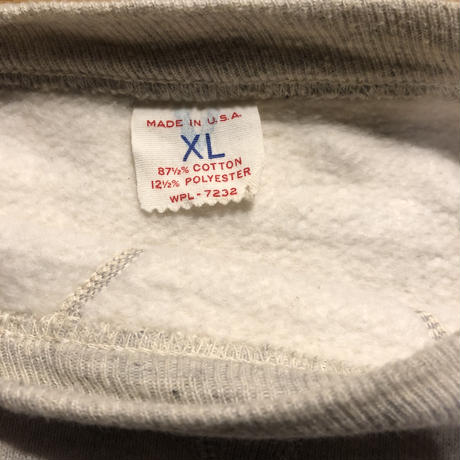 MADE IN U.S.A.
XL
87½% COTTON
12½% POLYESTER
WPL-7232